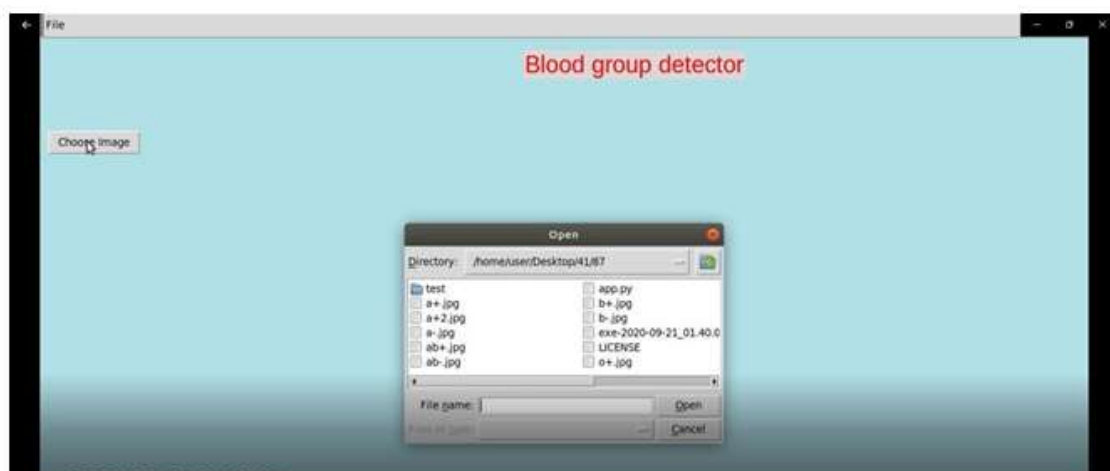 File
Blood group detector
Choose Image
Open
Directory: /home/user/Desktop/41/67
test
a+.jpg
a+2.jpg
a-.jpg
ab+.jpg
ab-.jpg
app.py
b+.jpg
b-.jpg
exe-2020-09-21_01.40.0
LICENSE
o+.jpg
File name:
Open
Cancel